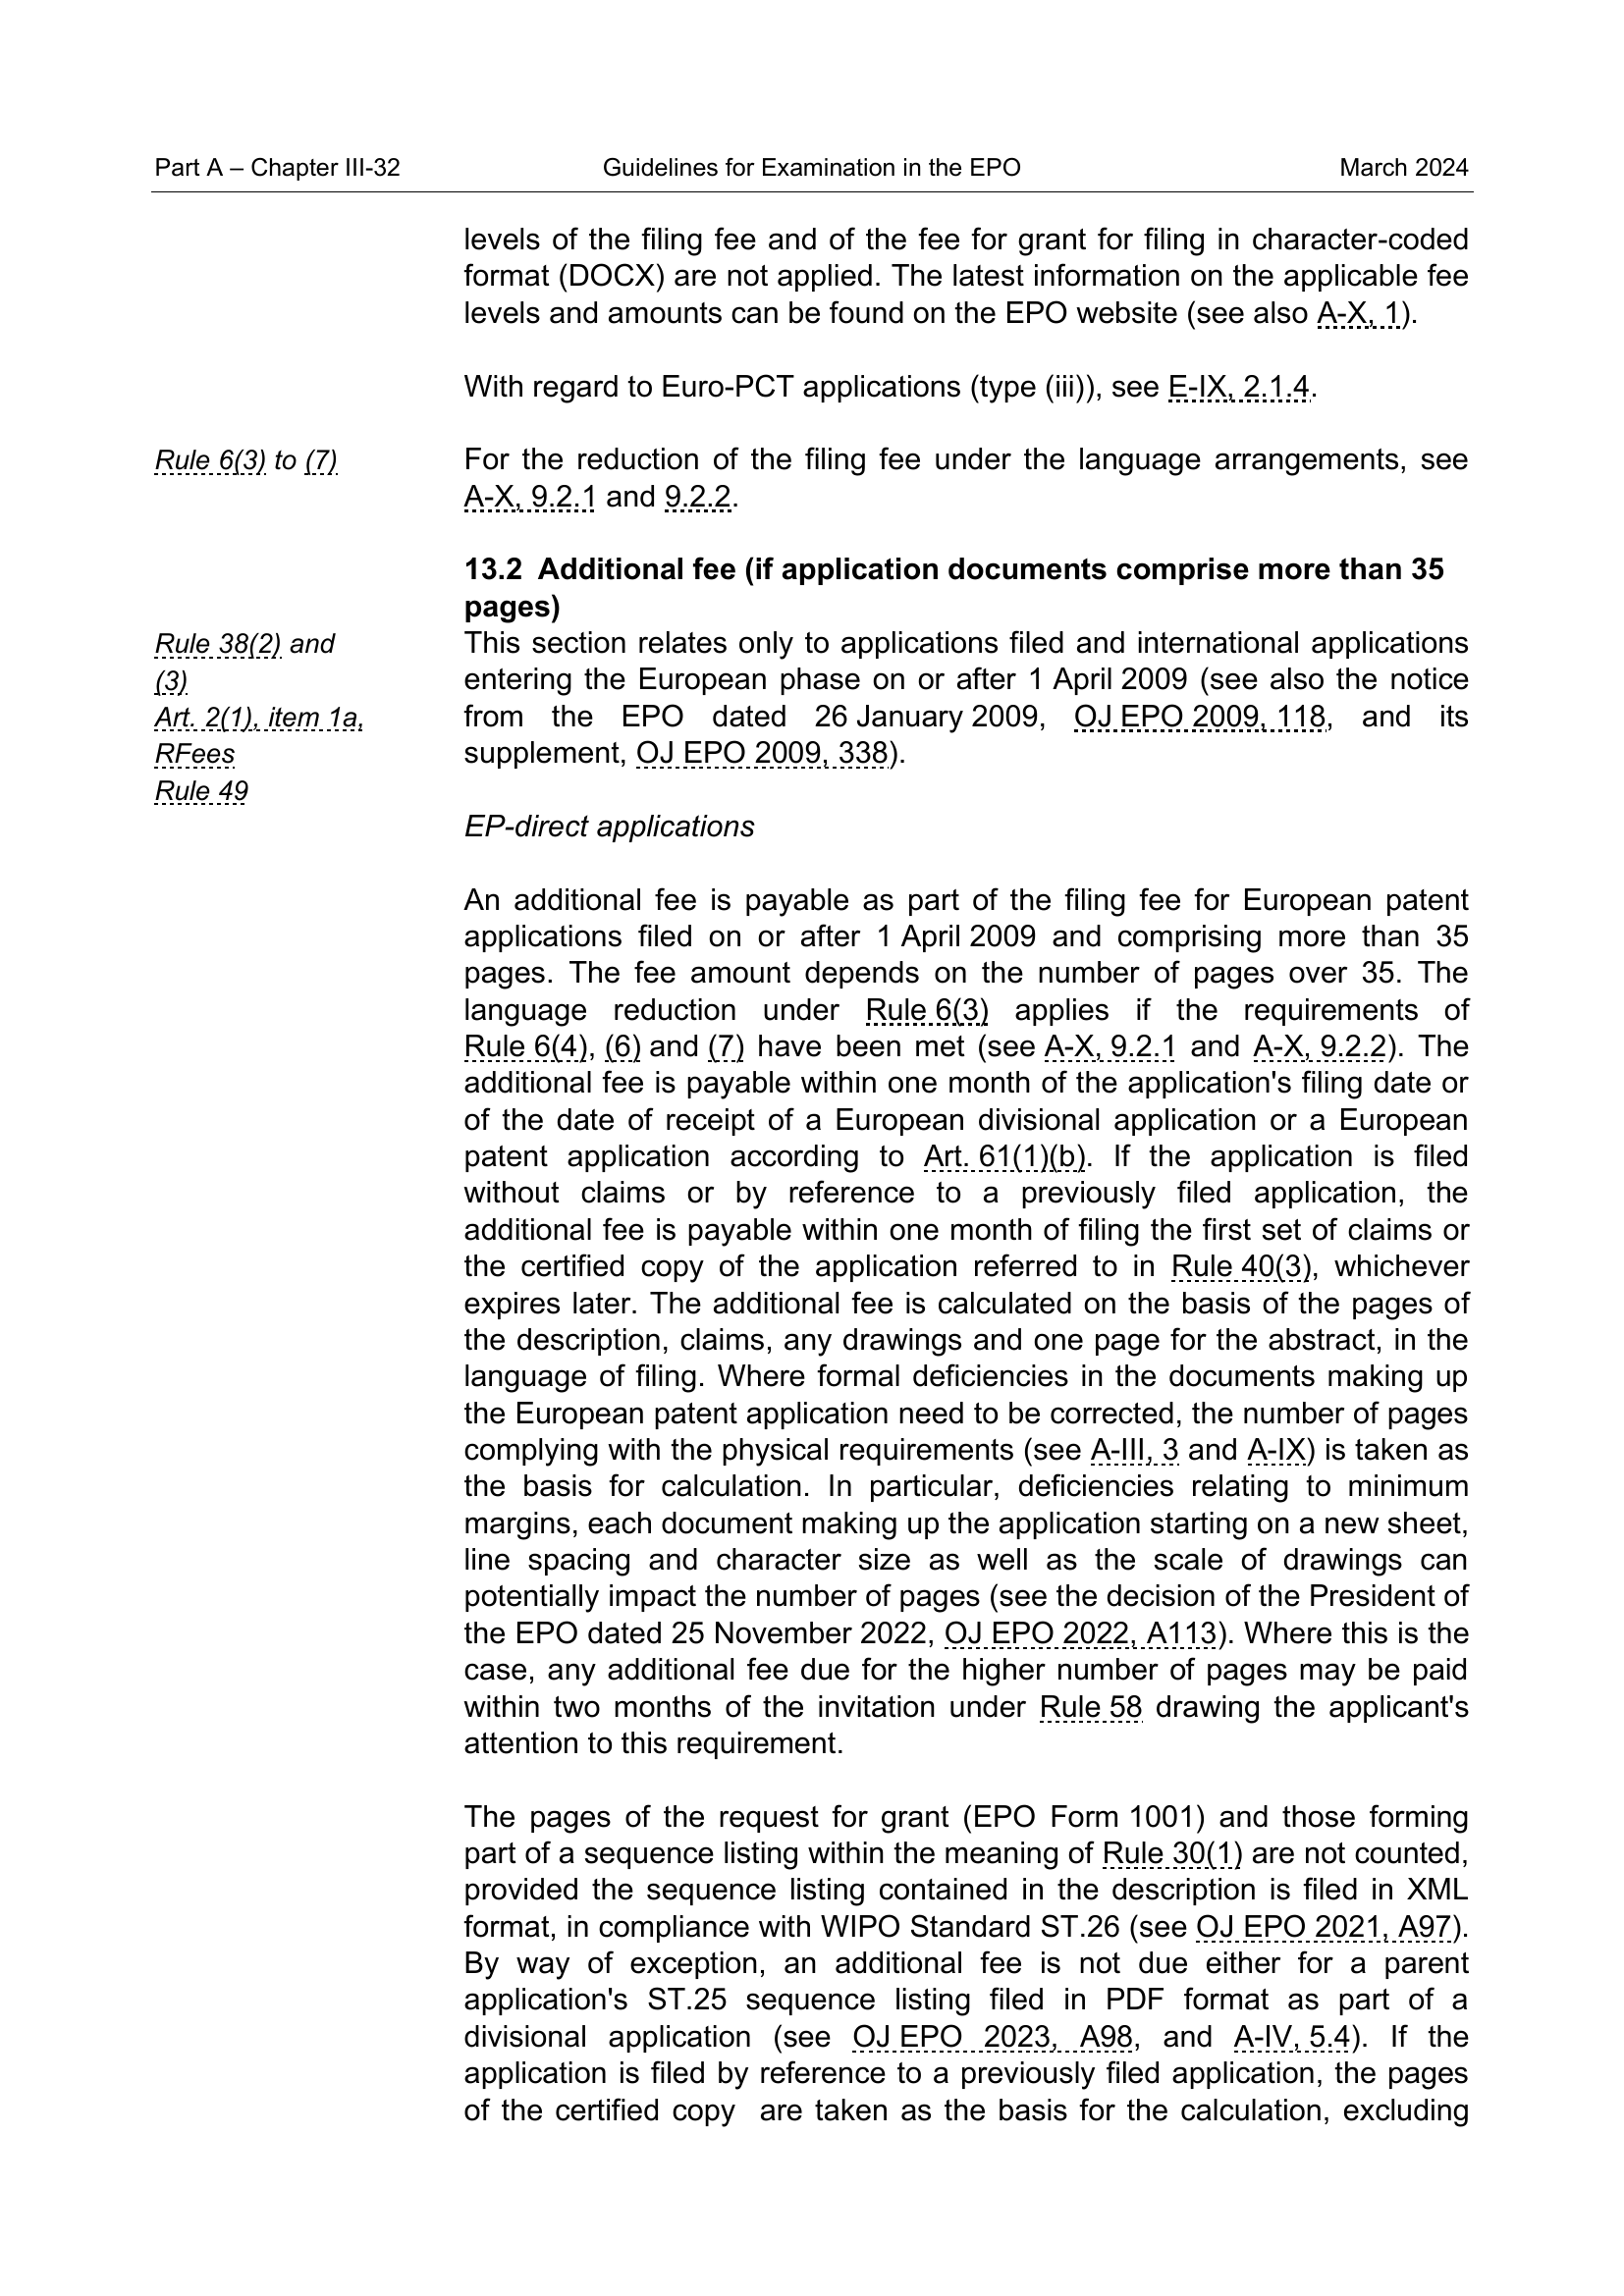 Part A – Chapter III-32 Guidelines for Examination in the EPO March 2024
levels of the filing fee and of the fee for grant for filing in character-coded
format (DOCX) are not applied. The latest information on the applicable fee
levels and amounts can be found on the EPO website (see also A-X, 1).
With regard to Euro-PCT applications (type (iii)), see E-IX, 2.1.4.
Rule 6(3) to (7)
For the reduction of the filing fee under the language arrangements, see
A-X, 9.2.1 and 9.2.2.
13.2 Additional fee (if application documents comprise more than 35
pages)
Rule 38(2) and
(3)
Art. 2(1), item 1a,
RFees
Rule 49
This section relates only to applications filed and international applications
entering the European phase on or after 1 April 2009 (see also the notice
from the EPO dated 26 January 2009, OJ EPO 2009, 118, and its
supplement, OJ EPO 2009, 338).
EP-direct applications
An additional fee is payable as part of the filing fee for European patent
applications filed on or after 1 April 2009 and comprising more than 35
pages. The fee amount depends on the number of pages over 35. The
language reduction under Rule 6(3) applies if the requirements of
Rule 6(4), (6) and (7) have been met (see A-X, 9.2.1 and A-X, 9.2.2). The
additional fee is payable within one month of the application's filing date or
of the date of receipt of a European divisional application or a European
patent application according to Art. 61(1)(b). If the application is filed
without claims or by reference to a previously filed application, the
additional fee is payable within one month of filing the first set of claims or
the certified copy of the application referred to in Rule 40(3), whichever
expires later. The additional fee is calculated on the basis of the pages of
the description, claims, any drawings and one page for the abstract, in the
language of filing. Where formal deficiencies in the documents making up
the European patent application need to be corrected, the number of pages
complying with the physical requirements (see A-III, 3 and A-IX) is taken as
the basis for calculation. In particular, deficiencies relating to minimum
margins, each document making up the application starting on a new sheet,
line spacing and character size as well as the scale of drawings can
potentially impact the number of pages (see the decision of the President of
the EPO dated 25 November 2022, OJ EPO 2022, A113). Where this is the
case, any additional fee due for the higher number of pages may be paid
within two months of the invitation under Rule 58 drawing the applicant's
attention to this requirement.
The pages of the request for grant (EPO Form 1001) and those forming
part of a sequence listing within the meaning of Rule 30(1) are not counted,
provided the sequence listing contained in the description is filed in XML
format, in compliance with WIPO Standard ST.26 (see OJ EPO 2021, A97).
By way of exception, an additional fee is not due either for a parent
application's ST.25 sequence listing filed in PDF format as part of a
divisional application (see OJ EPO 2023, A98, and A-IV, 5.4). If the
application is filed by reference to a previously filed application, the pages
of the certified copy are taken as the basis for the calculation, excluding